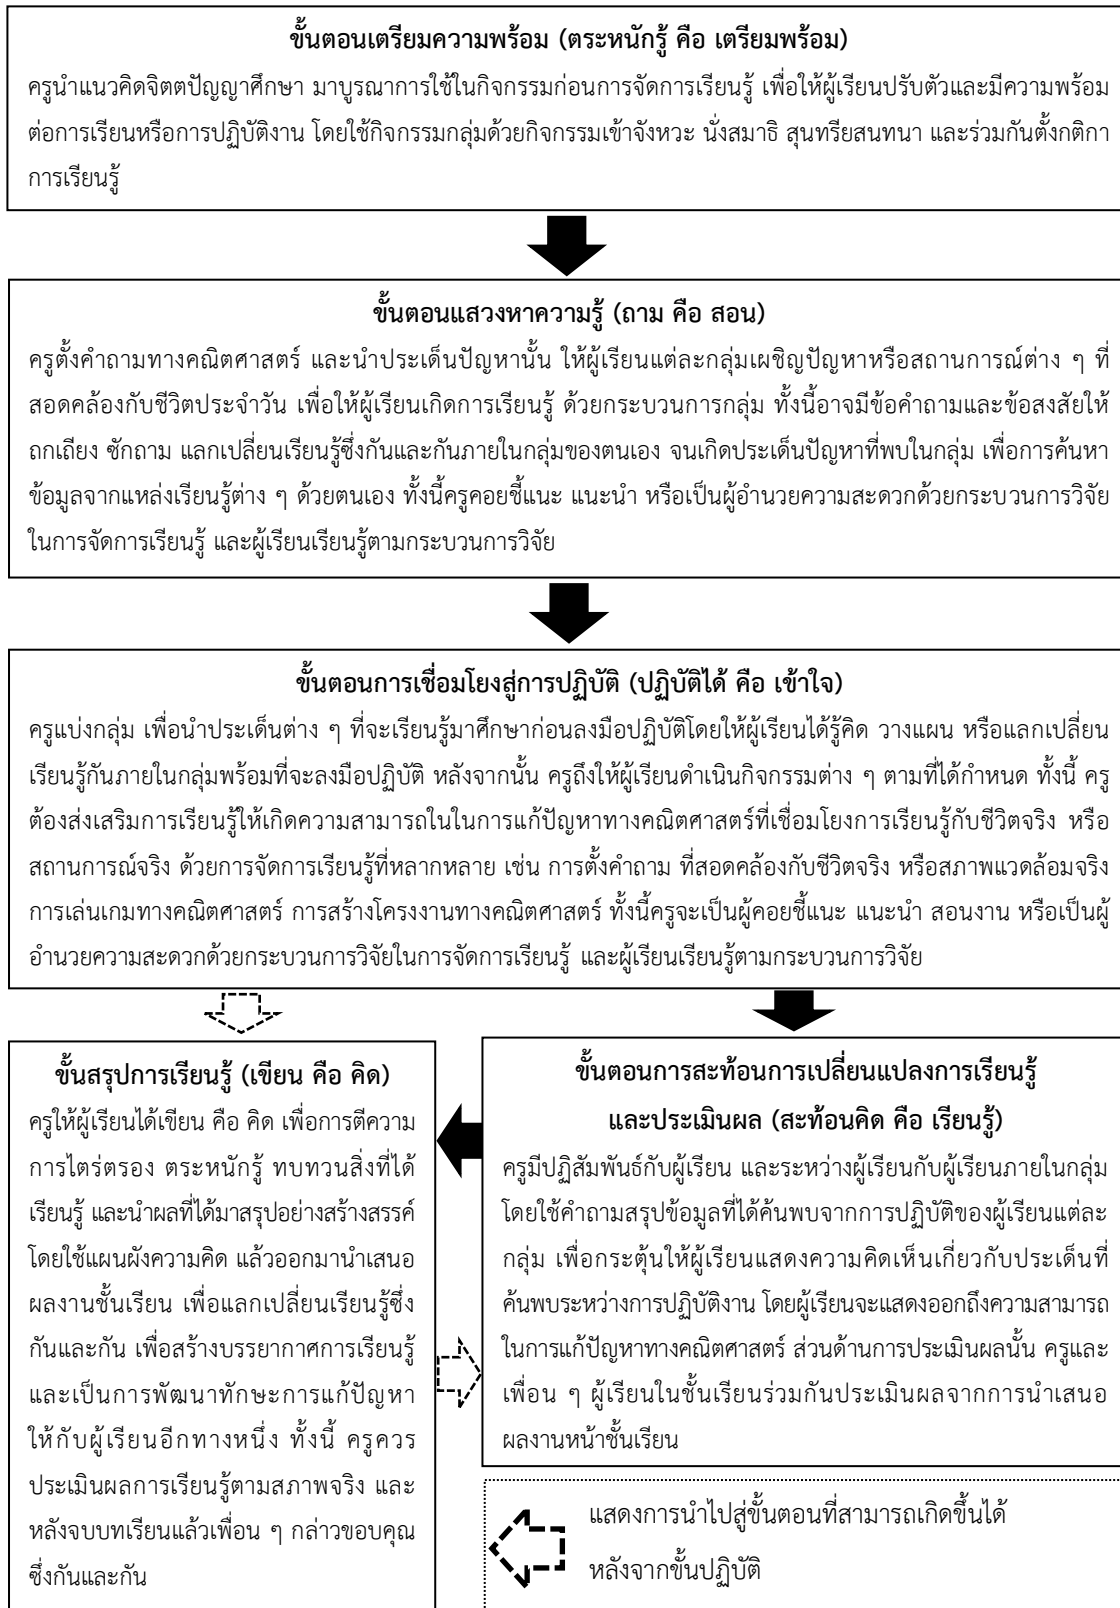 ขั้นตอนเตรียมความพร้อม (ตระหนักรู้ คือ เตรียมพร้อม)
ครูนำแนวคิดจิตตปัญญาศึกษา มาบูรณาการใช้ในกิจกรรมก่อนการจัดการเรียนรู้ เพื่อให้ผู้เรียนปรับตัวและมีความพร้อม
ต่อการเรียนหรือการปฏิบัติงาน โดยใช้กิจกรรมกลุ่มด้วยกิจกรรมเข้าจังหวะ นั่งสมาธิ สุนทรียสนทนา และร่วมกันตั้งกติกา
การเรียนรู้
ขั้นตอนแสวงหาความรู้ (ถาม คือ สอน)
ครูตั้งคำถามทางคณิตศาสตร์ และนำประเด็นปัญหานั้น ให้ผู้เรียนแต่ละกลุ่มเผชิญปัญหาหรือสถานการณ์ต่าง ๆ ที่
สอดคล้องกับชีวิตประจำวัน เพื่อให้ผู้เรียนเกิดการเรียนรู้ ด้วยกระบวนการกลุ่ม ทั้งนี้อาจมีข้อคำถามและข้อสงสัยให้
ถกเถียง ซักถาม แลกเปลี่ยนเรียนรู้ซึ่งกันและกันภายในกลุ่มของตนเอง จนเกิดประเด็นปัญหาที่พบในกลุ่ม เพื่อการค้นหา
ข้อมูลจากแหล่งเรียนรู้ต่าง ๆ ด้วยตนเอง ทั้งนี้ครูคอยชี้แนะ แนะนำ หรือเป็นผู้อำนวยความสะดวกด้วยกระบวนการวิจัย
ในการจัดการเรียนรู้ และผู้เรียนเรียนรู้ตามกระบวนการวิจัย
ขั้นตอนการเชื่อมโยงสู่การปฏิบัติ (ปฏิบัติได้ คือ เข้าใจ)
ครูแบ่งกลุ่ม เพื่อนำประเด็นต่าง ๆ ที่จะเรียนรู้มาศึกษาก่อนลงมือปฏิบัติโดยให้ผู้เรียนได้รู้คิด วางแผน หรือแลกเปลี่ยน
เรียนรู้กันภายในกลุ่มพร้อมที่จะลงมือปฏิบัติ หลังจากนั้น ครูถึงให้ผู้เรียนดำเนินกิจกรรมต่าง ๆ ตามที่ได้กำหนด ทั้งนี้ ครู
ต้องส่งเสริมการเรียนรู้ให้เกิดความสามารถในในการแก้ปัญหาทางคณิตศาสตร์ที่เชื่อมโยงการเรียนรู้กับชีวิตจริง หรือ
สถานการณ์จริง ด้วยการจัดการเรียนรู้ที่หลากหลาย เช่น การตั้งคำถาม ที่สอดคล้องกับชีวิตจริง หรือสภาพแวดล้อมจริง
การเล่นเกมทางคณิตศาสตร์ การสร้างโครงงานทางคณิตศาสตร์ ทั้งนี้ครูจะเป็นผู้คอยชี้แนะ แนะนำ สอนงาน หรือเป็นผู้
อำนวยความสะดวกด้วยกระบวนการวิจัยในการจัดการเรียนรู้ และผู้เรียนเรียนรู้ตามกระบวนการวิจัย
ขั้นสรุปการเรียนรู้ (เขียน คือ คิด)
ครูให้ผู้เรียนได้เขียน คือ คิด เพื่อการตีความ
การไตร่ตรอง ตระหนักรู้ ทบทวนสิ่งที่ได้
เรียนรู้ และนำผลที่ได้มาสรุปอย่างสร้างสรรค์
โดยใช้แผนผังความคิด แล้วออกมานำเสนอ
ผลงานชั้นเรียน เพื่อแลกเปลี่ยนเรียนรู้ซึ่ง
กันและกัน เพื่อสร้างบรรยากาศการเรียนรู้
และเป็นการพัฒนาทักษะการแก้ปัญหา
ให้กับผู้เรียนอีกทางหนึ่ง ทั้งนี้ ครูควร
ประเมินผลการเรียนรู้ตามสภาพจริง และ
หลังจบบทเรียนแล้วเพื่อน ๆ กล่าวขอบคุณ
ซึ่งกันและกัน
ขั้นตอนการสะท้อนการเปลี่ยนแปลงการเรียนรู้
และประเมินผล (สะท้อนคิด คือ เรียนรู้)
ครูมีปฏิสัมพันธ์กับผู้เรียน และระหว่างผู้เรียนกับผู้เรียนภายในกลุ่ม
โดยใช้คำถามสรุปข้อมูลที่ได้ค้นพบจากการปฏิบัติของผู้เรียนแต่ละ
กลุ่ม เพื่อกระตุ้นให้ผู้เรียนแสดงความคิดเห็นเกี่ยวกับประเด็นที่
ค้นพบระหว่างการปฏิบัติงาน โดยผู้เรียนจะแสดงออกถึงความสามารถ
ในการแก้ปัญหาทางคณิตศาสตร์ ส่วนด้านการประเมินผลนั้น ครูและ
เพื่อน ๆ ผู้เรียนในชั้นเรียนร่วมกันประเมินผลจากการนำเสนอ
ผลงานหน้าชั้นเรียน
แสดงการนำไปสู่ขั้นตอนที่สามารถเกิดขึ้นได้
หลังจากขั้นปฏิบัติ